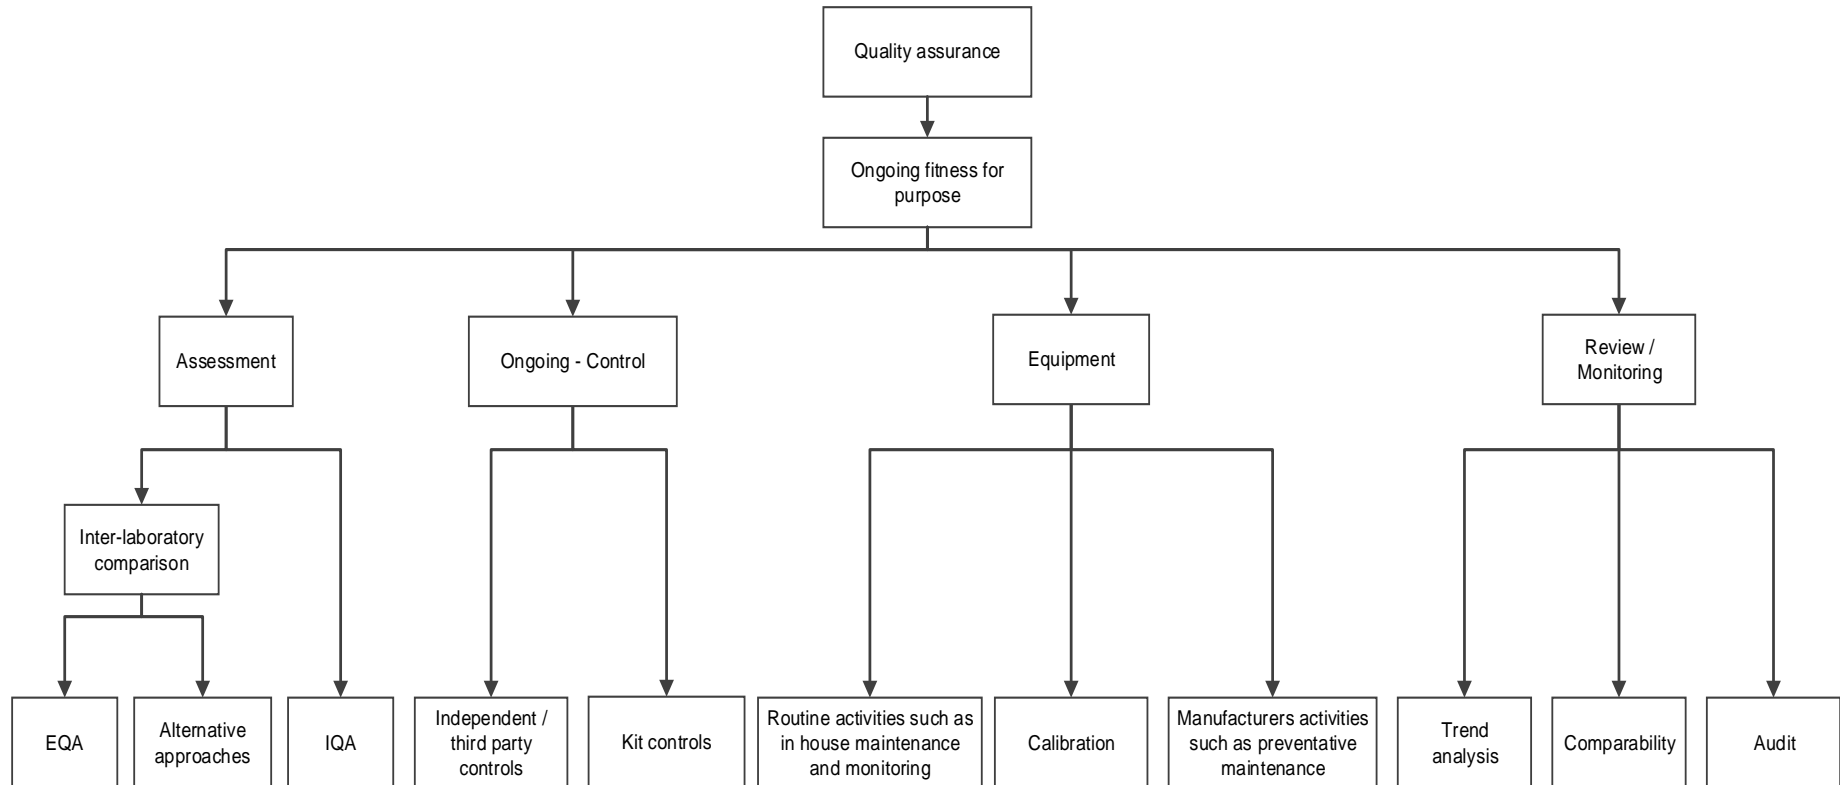 Quality assurance
Ongoing fitness for
purpose
Assessment
Ongoing - Control
Equipment
Review /
Monitoring
Inter-laboratory
comparison
EQA
Alternative
approaches
IQA
Independent /
third party
controls
Kit controls
Routine activities such as
in house maintenance
and monitoring
Calibration
Manufacturers activities
such as preventative
maintenance
Trend
analysis
Comparability
Audit